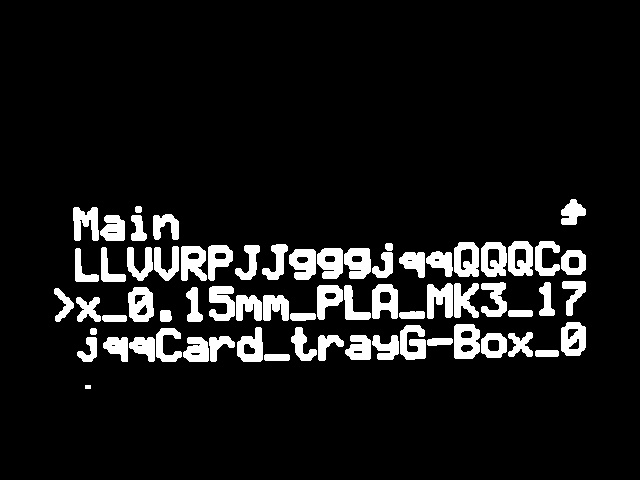 Main
LLVVRPJJgggjqqQQQCo
>x_0.15mm_PLA_MK3_17
jqqCard_trayG-Box_0
.